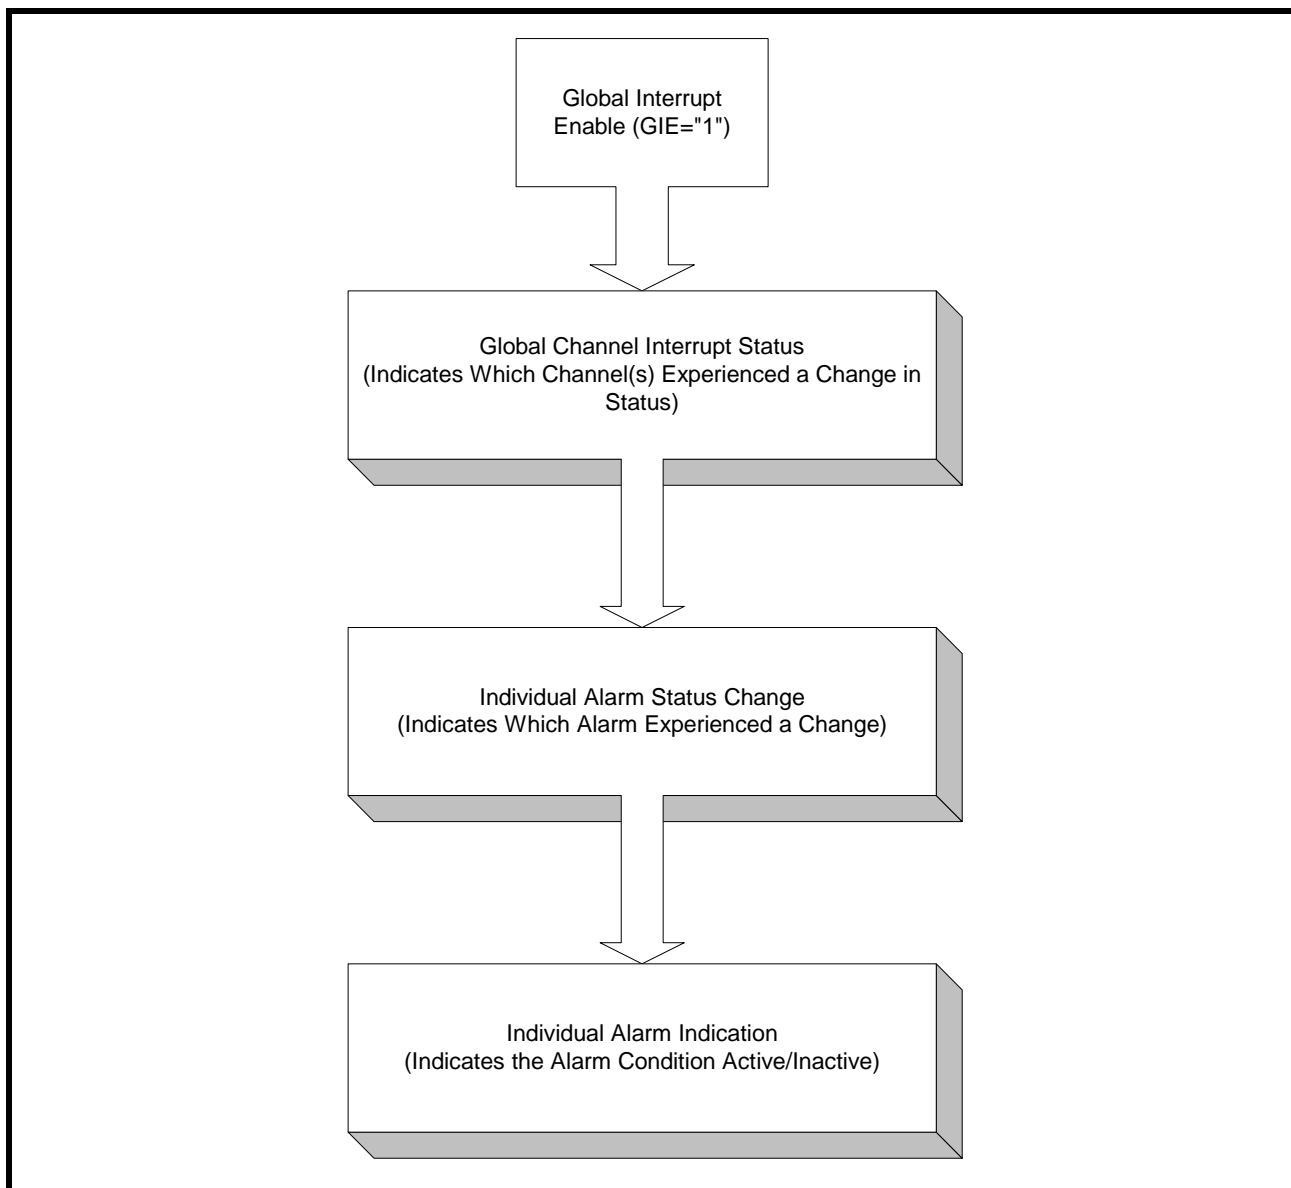 Global Interrupt
Enable (GIE="1")
Global Channel Interrupt Status
(Indicates Which Channel(s) Experienced a Change in
Status)
Individual Alarm Status Change
(Indicates Which Alarm Experienced a Change)
Individual Alarm Indication
(Indicates the Alarm Condition Active/Inactive)